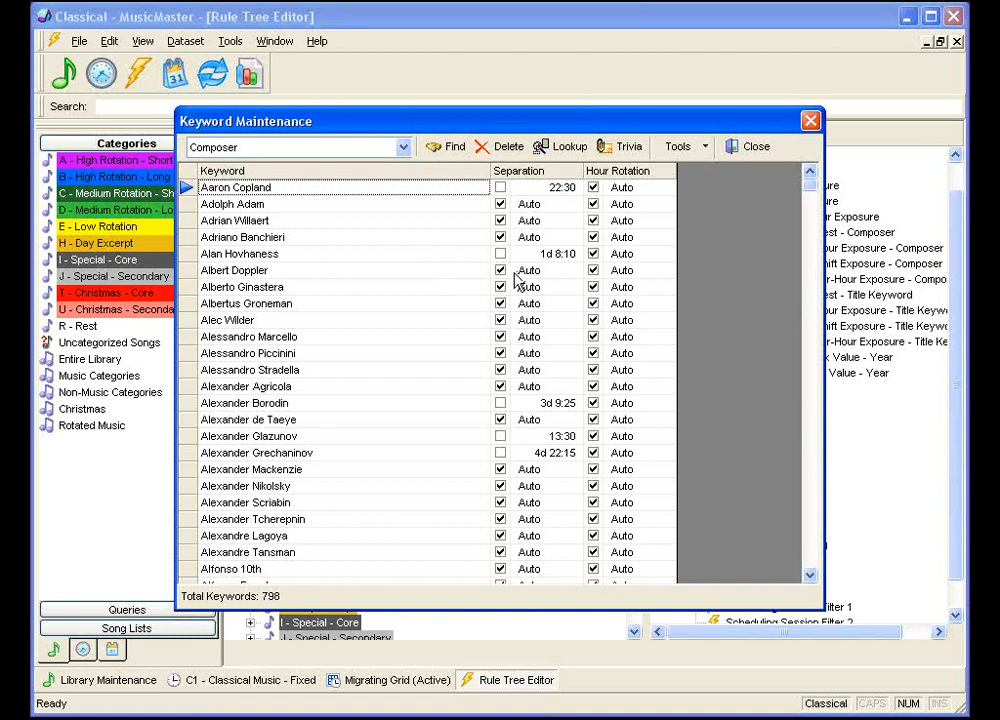 Classical - MusicMaster - [Rule Tree Editor]
File Edit View Dataset Tools Window Help
31
Search:
Keyword Maintenance
Composer Find Delete Lookup Trivia Tools Close
Keyword Separation Hour Rotation
Aaron Copland 22:30 Auto
Adolph Adam Auto Auto
Adrian Willaert Auto Auto
Adriano Banchieri Auto Auto
Alan Hovhaness 1d 8:10 Auto
Albert Doppler Auto Auto
Alberto Ginastera Auto Auto
Albertus Groneman Auto Auto
Alec Wilder Auto Auto
Alessandro Marcello Auto Auto
Alessandro Piccinini Auto Auto
Alessandro Stradella Auto Auto
Alexander Agricola Auto Auto
Alexander Borodin 3d 9:25 Auto
Alexander de Taeye Auto Auto
Alexander Glazunov 13:30 Auto
Alexander Grechaninov 4d 22:15 Auto
Alexander Mackenzie Auto Auto
Alexander Nikolsky Auto Auto
Alexander Scriabin Auto Auto
Alexander Tcherepnin Auto Auto
Alexandre Lagoya Auto Auto
Alexandre Tansman Auto Auto
Alfonso 10th Auto Auto
Total Keywords: 798
Categories
A - High Rotation - Short
B - High Rotation - Long
C - Medium Rotation - Sh
D - Medium Rotation - Lo
E - Low Rotation
H - Day Excerpt
I - Special - Core
J - Special - Secondary
T - Christmas - Core
U - Christmas - Seconda
R - Rest
Uncategorized Songs
Entire Library
Music Categories
Non-Music Categories
Christmas
Rotated Music
Queries
Song Lists
ure
ure
ur Exposure
est - Composer
Hour Exposure - Composer
hift Exposure - Composer
r-Hour Exposure - Compo
est - Title Keyword
Hour Exposure - Title Keywo
hift Exposure - Title Keywor
r-Hour Exposure - Title Key
x Value - Year
Value - Year
r 1
I - Special - Core
J - Special - Secondary
Scheduling Session Filter 2
Library Maintenance C1 - Classical Music - Fixed Migrating Grid (Active) Rule Tree Editor
Ready Classical CAPS NUM INS